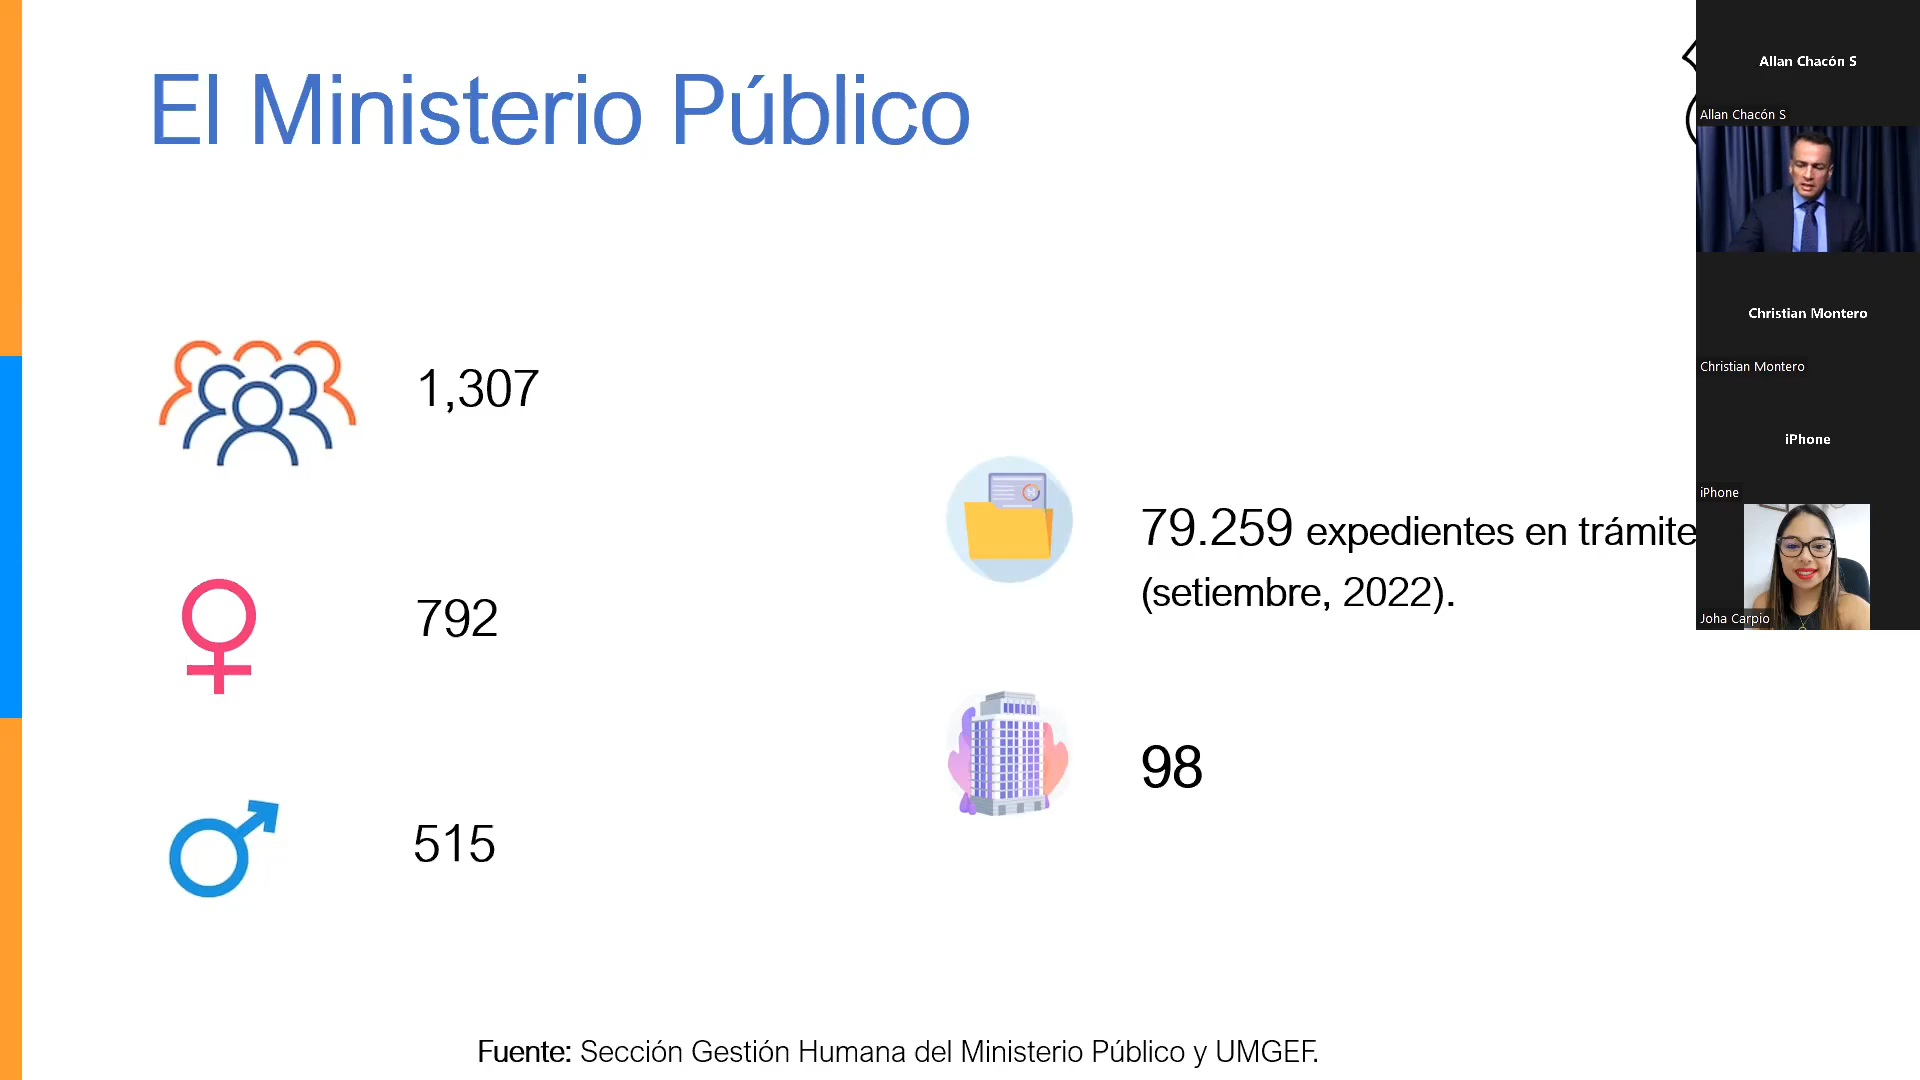 El Ministerio Público
1,307
792
515
79.259 expedientes en trámite
(setiembre, 2022).
98
Fuente: Sección Gestión Humana del Ministerio Público y UMGEF.
Allan Chacón S
Allan Chacón S
Christian Montero
Christian Montero
iPhone
iPhone
Joha Carpio